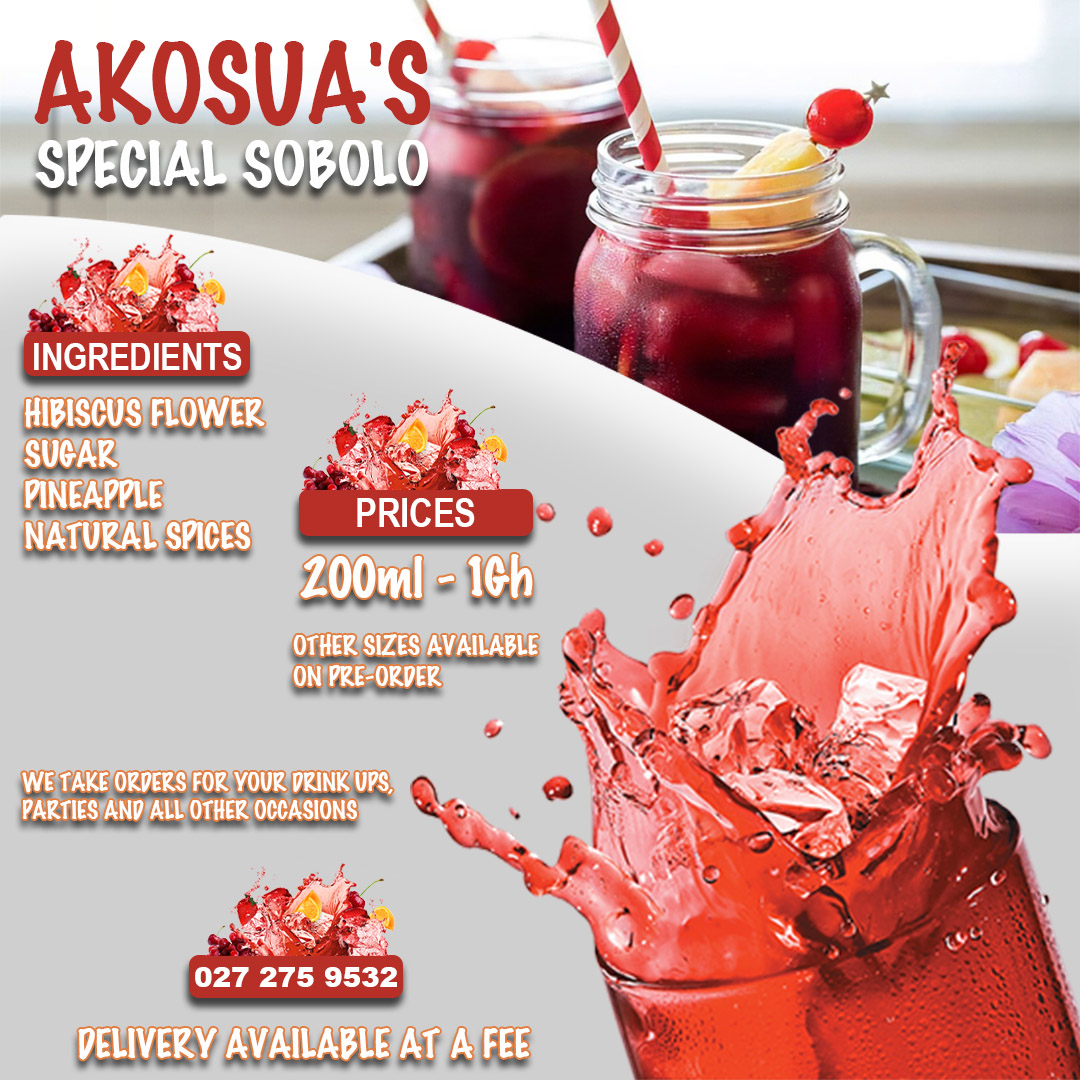 AKOSUA'S
SPECIAL SOBOLO
INGREDIENTS
HIBISCUS FLOWER
SUGAR
PINEAPPLE
NATURAL SPICES
PRICES
200ml - 1Gh
OTHER SIZES AVAILABLE
ON PRE-ORDER
WE TAKE ORDERS FOR YOUR DRINK UPS,
PARTIES AND ALL OTHER OCCASIONS
027 275 9532
DELIVERY AVAILABLE AT A FEE